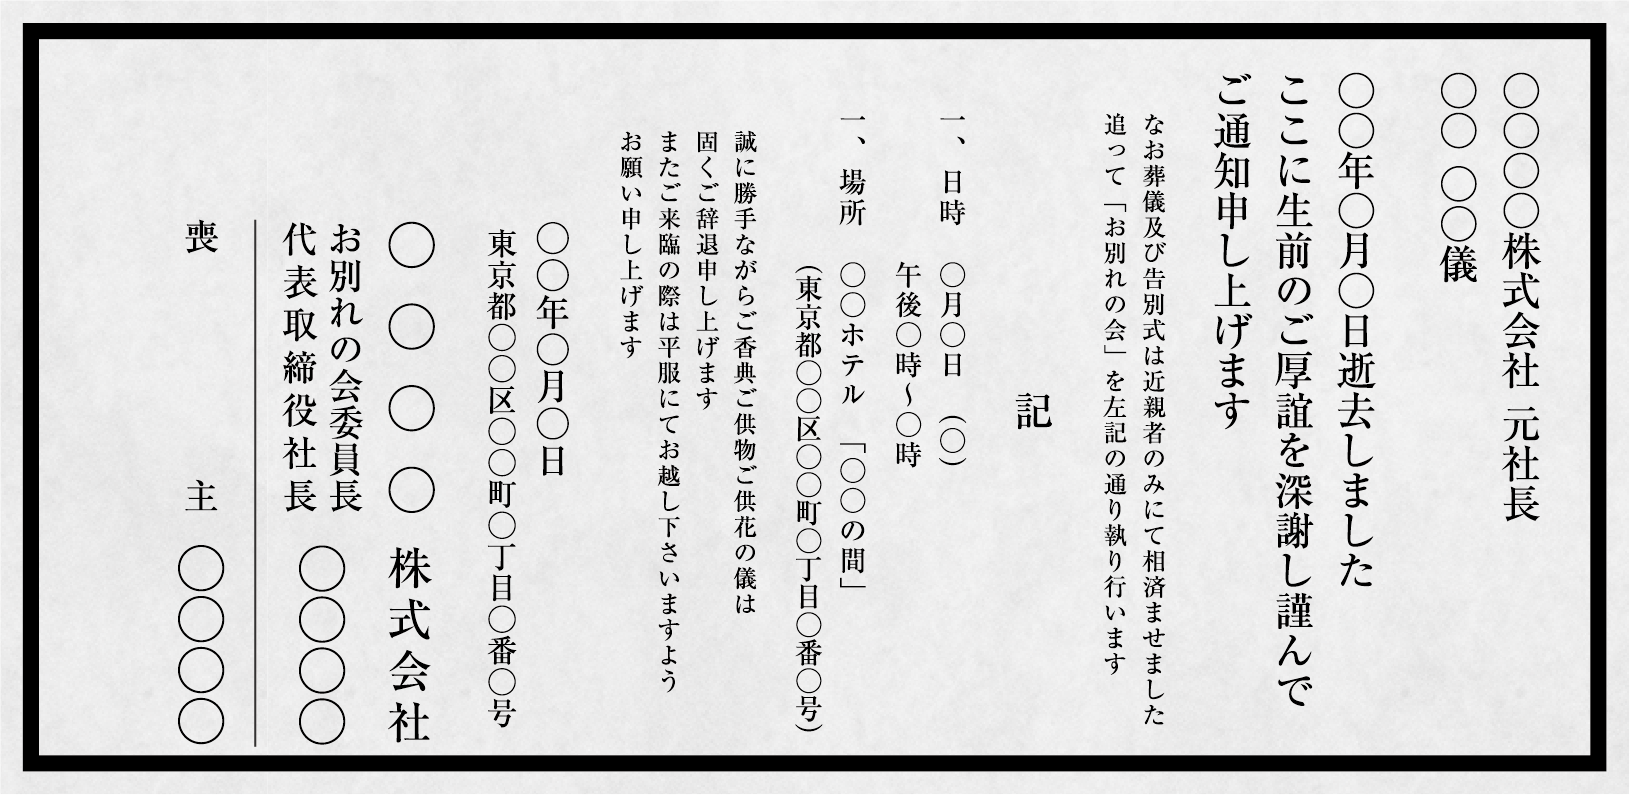 〇〇〇〇株式会社 元社長
〇〇 〇〇儀
〇〇年〇月〇日逝去しました
ここに生前のご厚誼を深謝し謹んで
ご通知申し上げます
なお葬儀及び告別式は近親者のみにて相済ませました
追って「お別れの会」を左記の通り執り行います
記
一、日時 〇月〇日 (〇)
午後〇時~〇時
一、場所 〇〇ホテル 「〇〇の間」
(東京都〇〇区〇〇町〇丁目〇番〇号)
誠に勝手ながらご香典ご供物ご供花の儀は
固くご辞退申し上げます
またご来臨の際は平服にてお越し下さいますよう
お願い申し上げます
〇〇年〇月〇日
東京都〇〇区〇〇町〇丁目〇番〇号
〇〇〇〇株式会社
お別れの会委員長
代表取締役社長 〇〇〇〇
喪主 〇〇〇〇